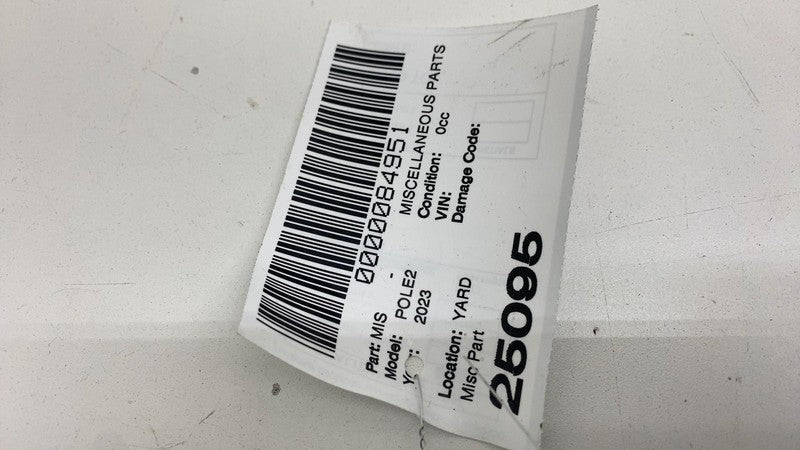 0000084951
Part: MIS - MISCELLANEOUS PARTS
Model: POLE2 Condition: 0cc
2023 VIN:
Location: YARD Damage Code:
Misc Part
25095